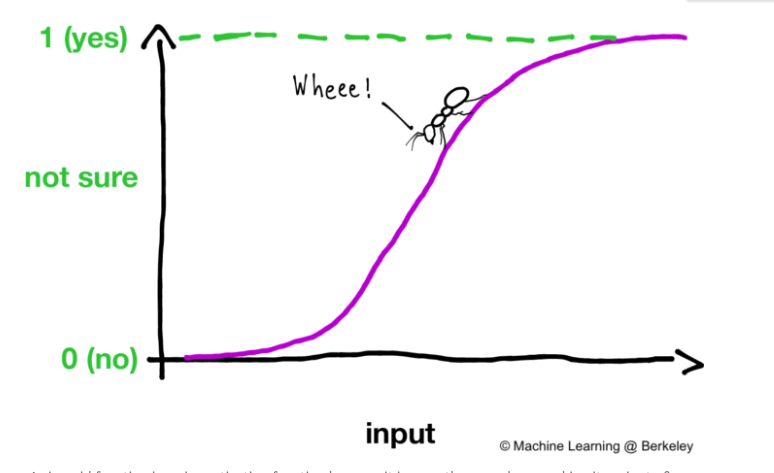 1 (yes)
Wheee!
not sure
0 (no)
input
© Machine Learning @ Berkeley